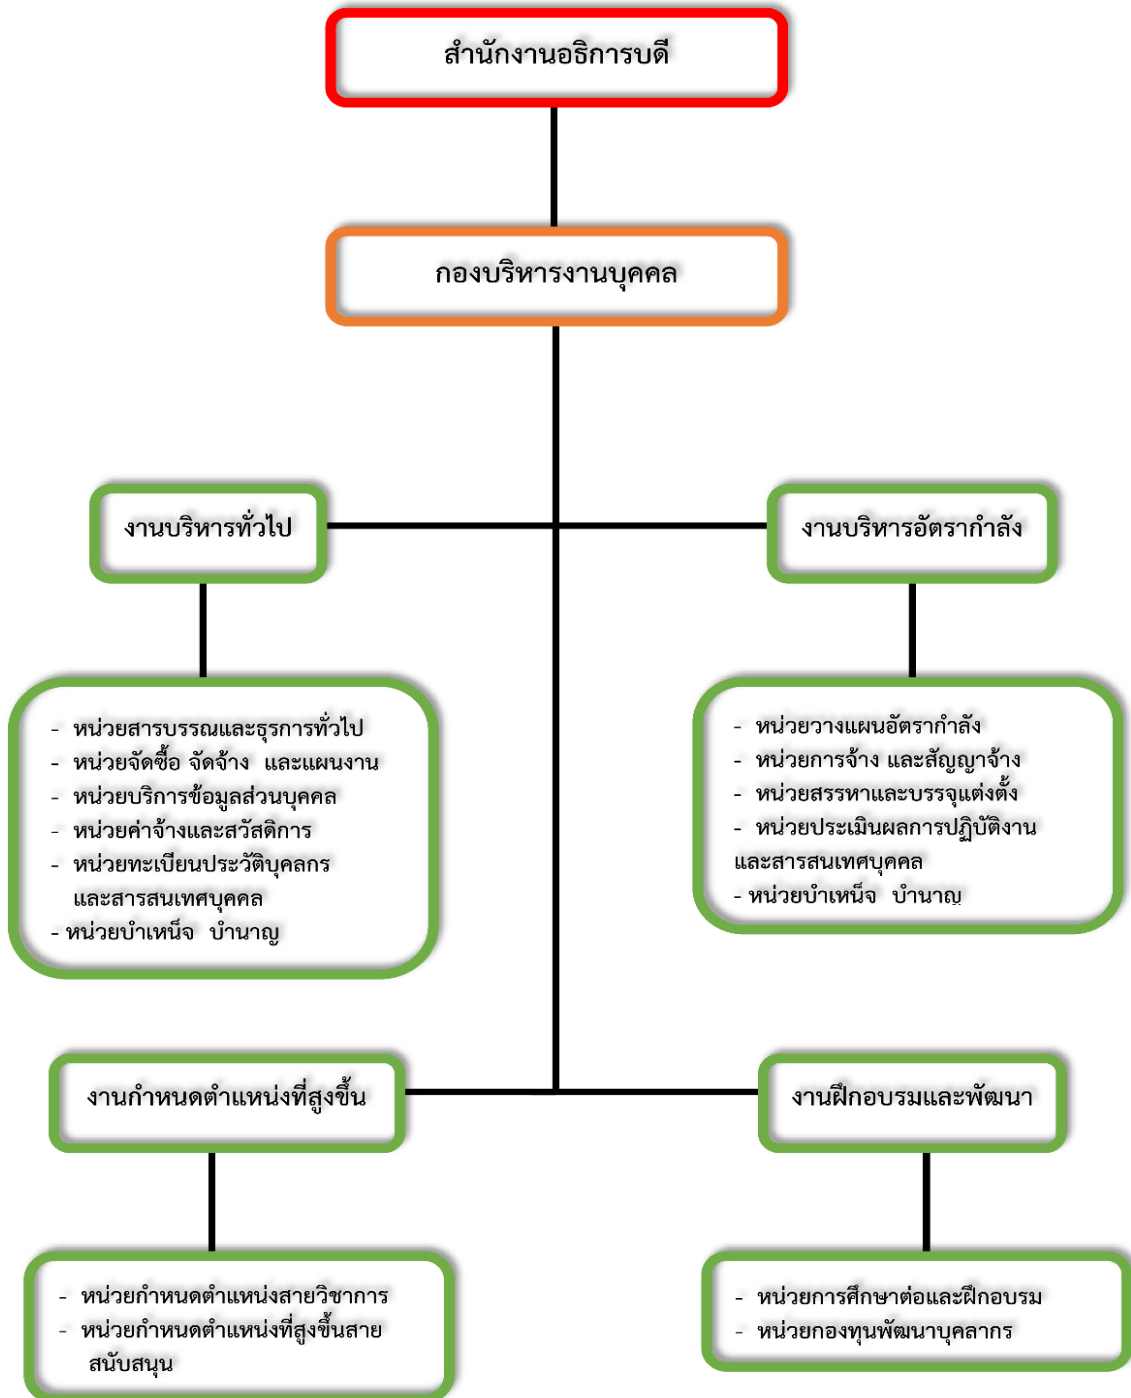 สำนักงานอธิการบดี
กองบริหารงานบุคคล
งานบริหารทั่วไป
งานบริหารอัตรากำลัง
- หน่วยสารบรรณและธุรการทั่วไป
- หน่วยจัดซื้อ จัดจ้าง และแผนงาน
- หน่วยบริการข้อมูลส่วนบุคคล
- หน่วยค่าจ้างและสวัสดิการ
- หน่วยทะเบียนประวัติบุคลกร
และสารสนเทศบุคคล
- หน่วยบำเหน็จ บำนาญ
- หน่วยวางแผนอัตรากำลัง
- หน่วยการจ้าง และสัญญาจ้าง
- หน่วยสรรหาและบรรจุแต่งตั้ง
- หน่วยประเมินผลการปฏิบัติงาน
และสารสนเทศบุคคล
- หน่วยบำเหน็จ บำนาญ
งานกำหนดตำแหน่งที่สูงขึ้น
งานฝึกอบรมและพัฒนา
- หน่วยกำหนดตำแหน่งสายวิชาการ
- หน่วยกำหนดตำแหน่งที่สูงขึ้นสาย
สนับสนุน
- หน่วยการศึกษาต่อและฝึกอบรม
- หน่วยกองทุนพัฒนาบุคลากร